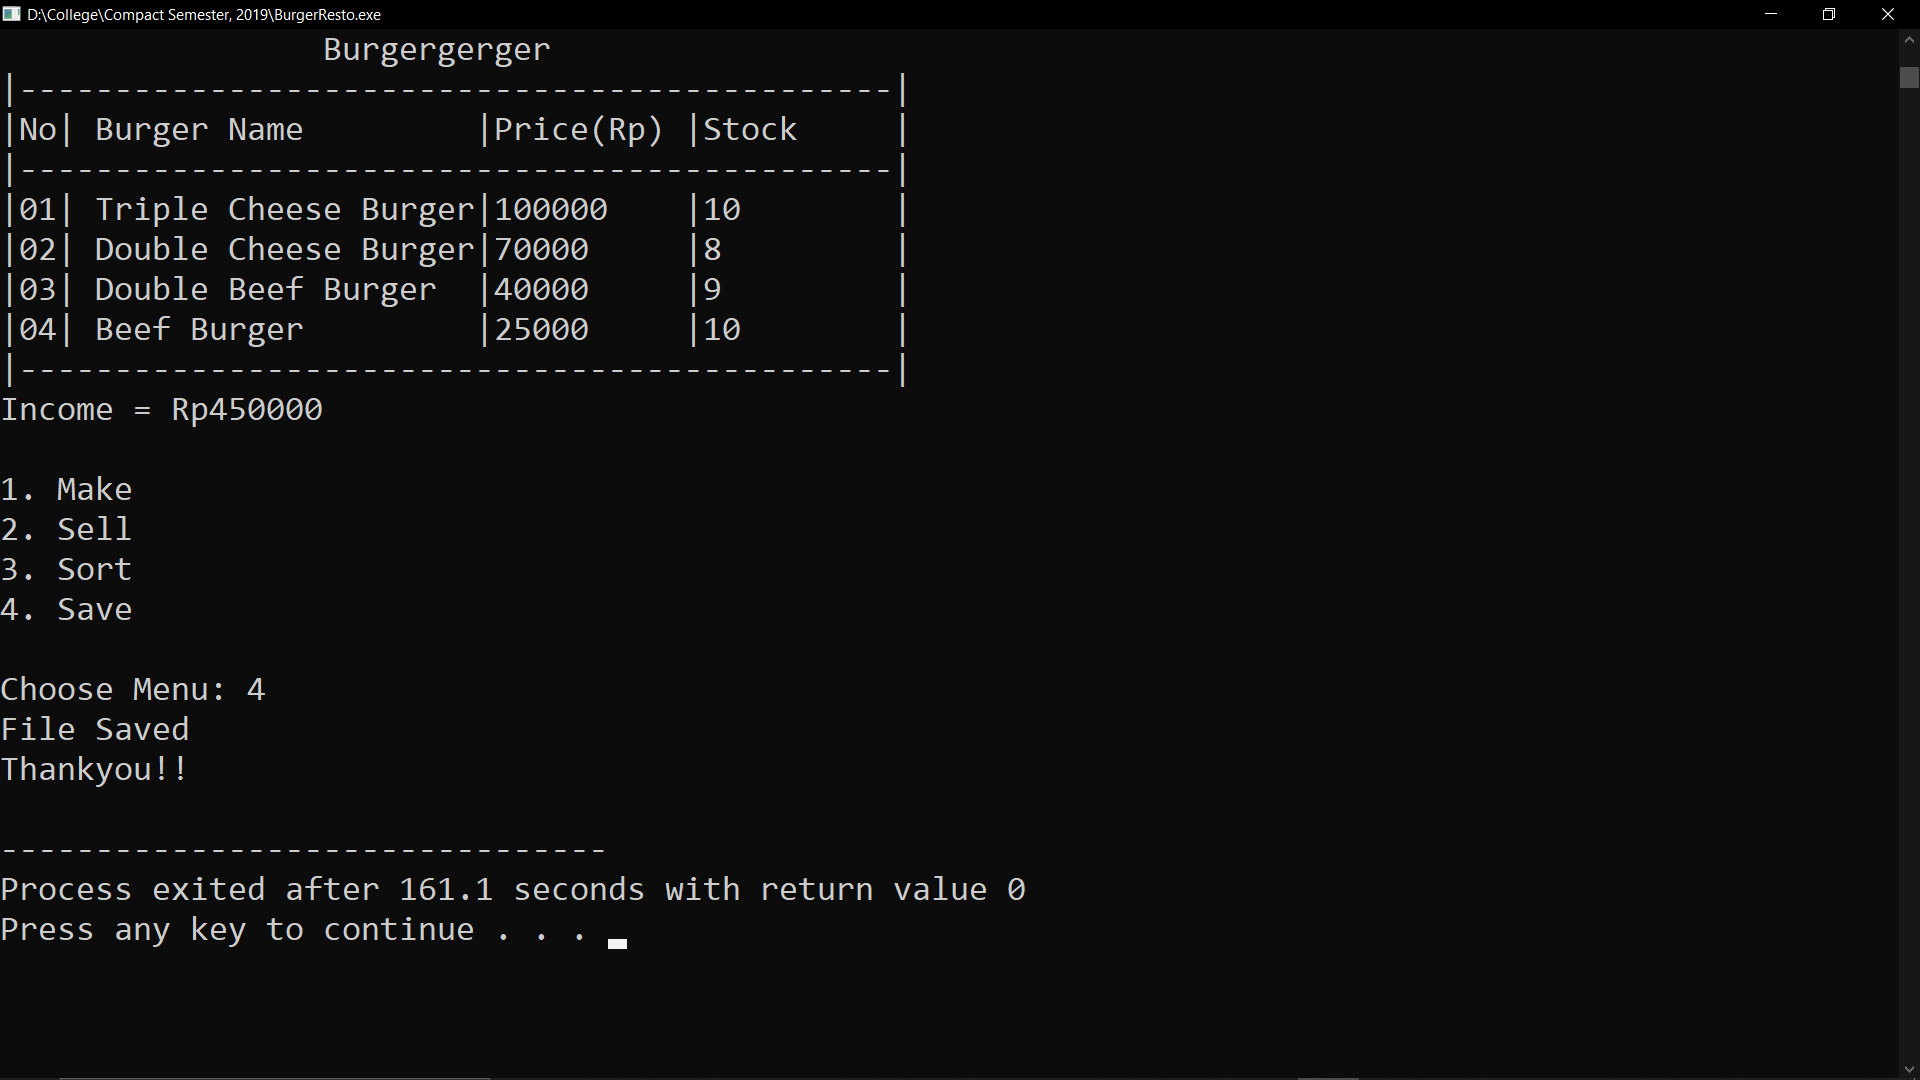 D:\College\Compact Semester, 2019\BurgerResto.exe
Burgergerger
|----------------------------------------------|
|No| Burger Name         |Price(Rp) |Stock     |
|----------------------------------------------|
|01| Triple Cheese Burger|100000    |10        |
|02| Double Cheese Burger|70000     |8         |
|03| Double Beef Burger  |40000     |9         |
|04| Beef Burger         |25000     |10        |
|----------------------------------------------|
Income = Rp450000
1. Make
2. Sell
3. Sort
4. Save
Choose Menu: 4
File Saved
Thankyou!!
--------------------------------
Process exited after 161.1 seconds with return value 0
Press any key to continue . . .